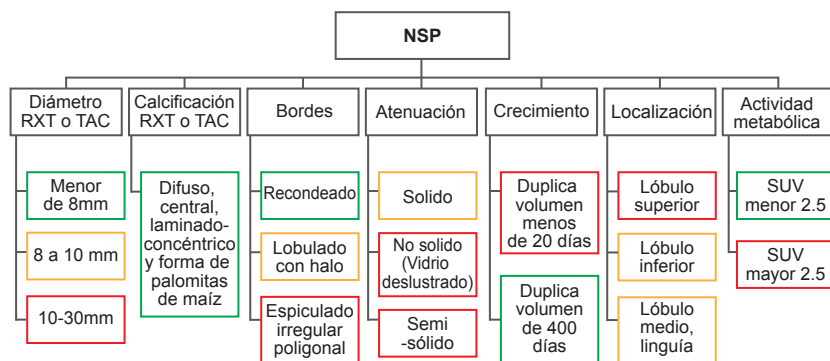 NSP
Diámetro
RXT o TAC
Calcificación
RXT o TAC
Bordes
Atenuación
Crecimiento
Localización
Actividad
metabólica
Menor
de 8mm
8 a 10 mm
10-30mm
Difuso,
central,
laminado-
concéntrico
y forma de
palomitas
de maíz
Recondeado
Lobulado
con halo
Espiculado
irregular
poligonal
Solido
No solido
(Vidrio
deslustrado)
Semi
-sólido
Duplica
volumen
menos
de 20 días
Duplica
volumen
de 400
días
Lóbulo
superior
Lóbulo
inferior
Lóbulo
medio,
linguía
SUV
menor 2.5
SUV
mayor 2.5